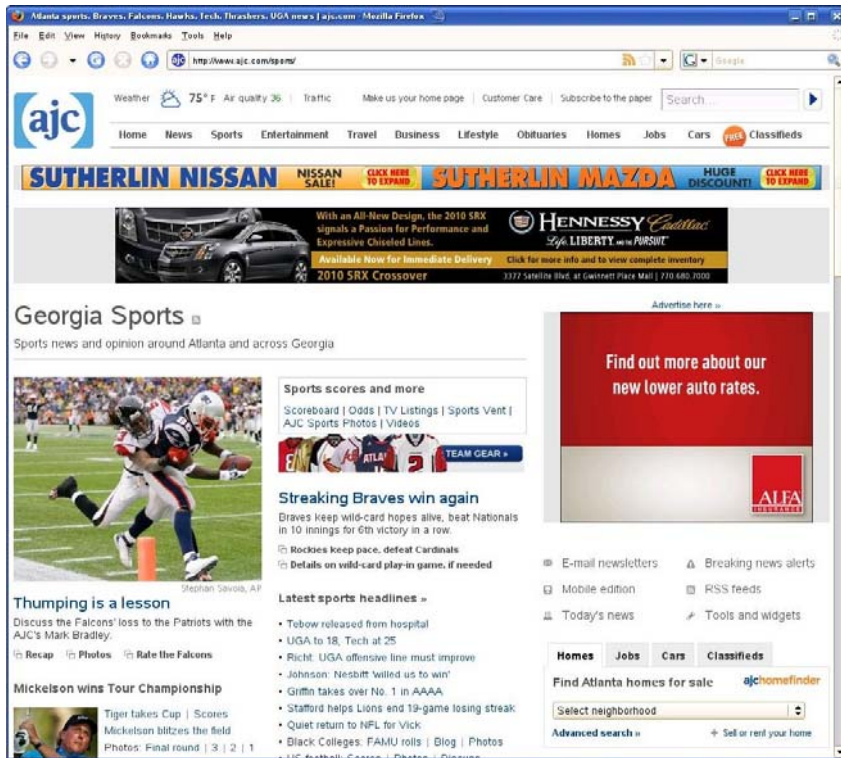 Atlanta sports, Braves, Falcons, Hawks, Tech, Thrashers, UGA news | ajc.com - Mozilla Firefox
File Edit View History Bookmarks Tools Help
http://www.ajc.com/sports/
Google
ajc
Weather 75° F Air quality 36 | Traffic
Make us your home page | Customer Care | Subscribe to the paper
Search...
Home News Sports Entertainment Travel Business Lifestyle Obituaries Homes Jobs Cars FREE Classifieds
SUTHERLIN NISSAN NISSAN SALE! CLICK HERE TO EXPAND SUTHERLIN MAZDA HUGE DISCOUNT! CLICK HERE TO EXPAND
With an All-New Design, the 2010 SRX
signals a Passion for Performance and
Expressive Chiseled Lines.
Available Now for Immediate Delivery
2010 SRX Crossover
HENNESSY Cadillac
Life, LIBERTY, AND THE PURSUIT
Click for more info and to view complete inventory
3377 Satellite Blvd. at Gwinnett Place Mall | 770.680.7000
Georgia Sports
Sports news and opinion around Atlanta and across Georgia
Stephan Savoia, AP
Thumping is a lesson
Discuss the Falcons' loss to the Patriots with the
AJC's Mark Bradley.
Recap Photos Rate the Falcons
Mickelson wins Tour Championship
Tiger takes Cup | Scores
Mickelson blitzes the field
Photos: Final round | 3 | 2 | 1
Sports scores and more
Scoreboard | Odds | TV Listings | Sports Vent |
AJC Sports Photos | Videos
TEAM GEAR »
Streaking Braves win again
Braves keep wild-card hopes alive, beat Nationals
in 10 innings for 6th victory in a row.
Rockies keep pace, defeat Cardinals
Details on wild-card play-in game, if needed
Latest sports headlines »
• Tebow released from hospital
• UGA to 18, Tech at 25
• Richt: UGA offensive line must improve
• Johnson: Nesbitt 'willed us to win'
• Griffin takes over No. 1 in AAAA
• Stafford helps Lions end 19-game losing streak
• Quiet return to NFL for Vick
• Black Colleges: FAMU rolls | Blog | Photos
Advertise here »
Find out more about our
new lower auto rates.
ALFA
INSURANCE
E-mail newsletters
Breaking news alerts
Mobile edition
RSS feeds
Today's news
Tools and widgets
Homes Jobs Cars Classifieds
Find Atlanta homes for sale
ajchomefinder
Select neighborhood
Advanced search »
+ Sell or rent your home